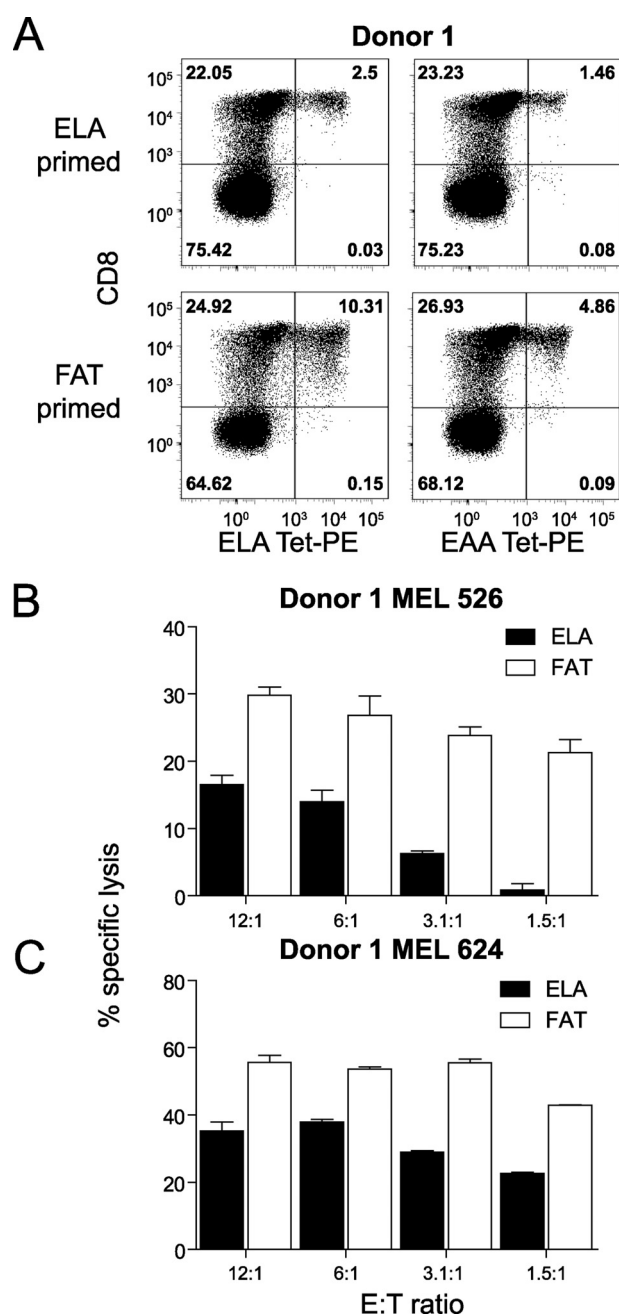 A
Donor 1
ELA primed
CD8
FAT primed
22.05 2.5
75.42 0.03
23.23 1.46
75.23 0.08
24.92 10.31
64.62 0.15
26.93 4.86
68.12 0.09
10⁵
10⁴
10³
10⁰
10⁵
10⁴
10³
10⁰
10⁰ 10³ 10⁴ 10⁵
10⁰ 10³ 10⁴ 10⁵
ELA Tet-PE
EAA Tet-PE
B
Donor 1 MEL 526
ELA
FAT
40
30
20
10
0
12:1 6:1 3.1:1 1.5:1
% specific lysis
C
Donor 1 MEL 624
ELA
FAT
80
60
40
20
0
12:1 6:1 3.1:1 1.5:1
E:T ratio